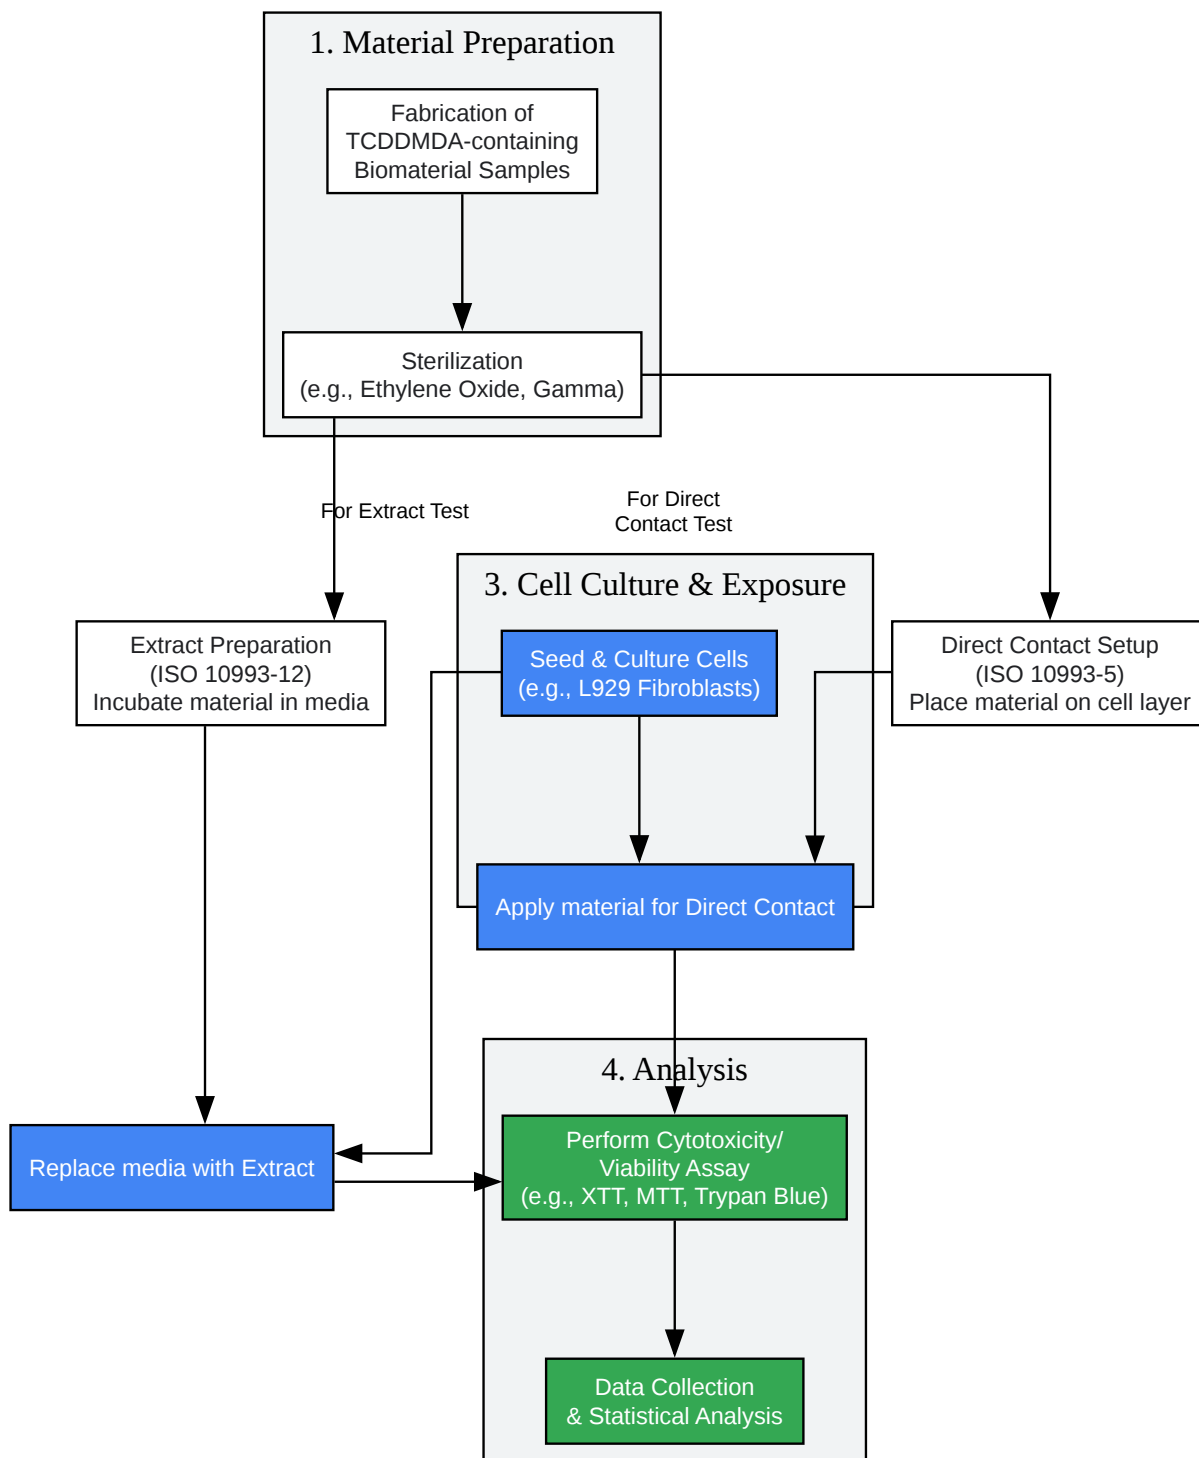 1. Material Preparation
Fabrication of
TCDDMDA-containing
Biomaterial Samples
Sterilization
(e.g., Ethylene Oxide, Gamma)
For Extract Test
For Direct
Contact Test
3. Cell Culture & Exposure
Extract Preparation
(ISO 10993-12)
Incubate material in media
Seed & Culture Cells
(e.g., L929 Fibroblasts)
Direct Contact Setup
(ISO 10993-5)
Place material on cell layer
Apply material for Direct Contact
4. Analysis
Replace media with Extract
Perform Cytotoxicity/
Viability Assay
(e.g., XTT, MTT, Trypan Blue)
Data Collection
& Statistical Analysis